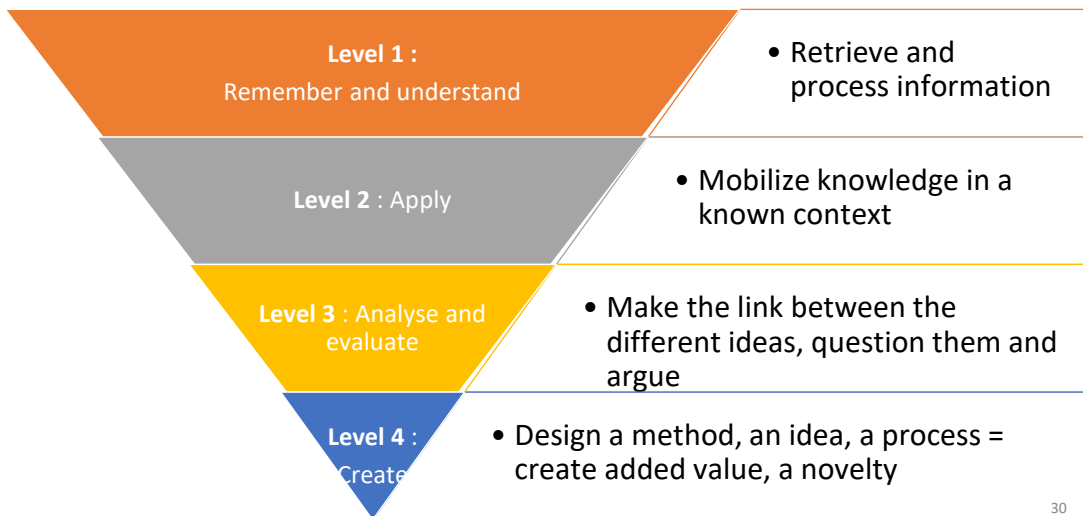 Level 1 :
Remember and understand
• Retrieve and
process information
Level 2 : Apply
• Mobilize knowledge in a
known context
Level 3 : Analyse and
evaluate
• Make the link between the
different ideas, question them and
argue
Level 4 :
Create
• Design a method, an idea, a process =
create added value, a novelty
30